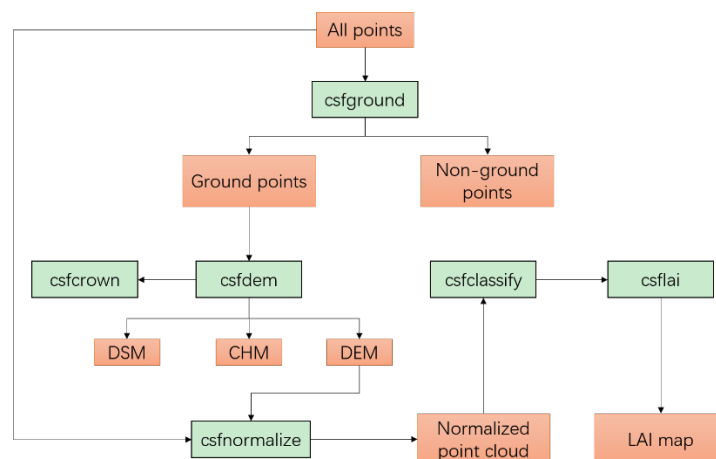 All points
csfground
Ground points
Non-ground
points
csfcrown
csfdem
csfclassify
csflai
DSM
CHM
DEM
csfnormalize
Normalized
point cloud
LAI map